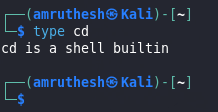 ┌──(amruthesh㉿Kali)-[~]
└─$ type cd
cd is a shell builtin
┌──(amruthesh㉿Kali)-[~]
└─$